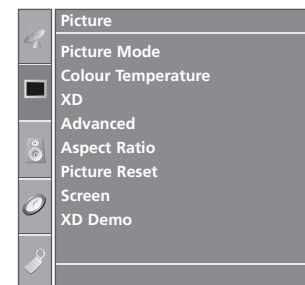 Picture
Picture Mode
Colour Temperature
XD
Advanced
Aspect Ratio
Picture Reset
Screen
XD Demo